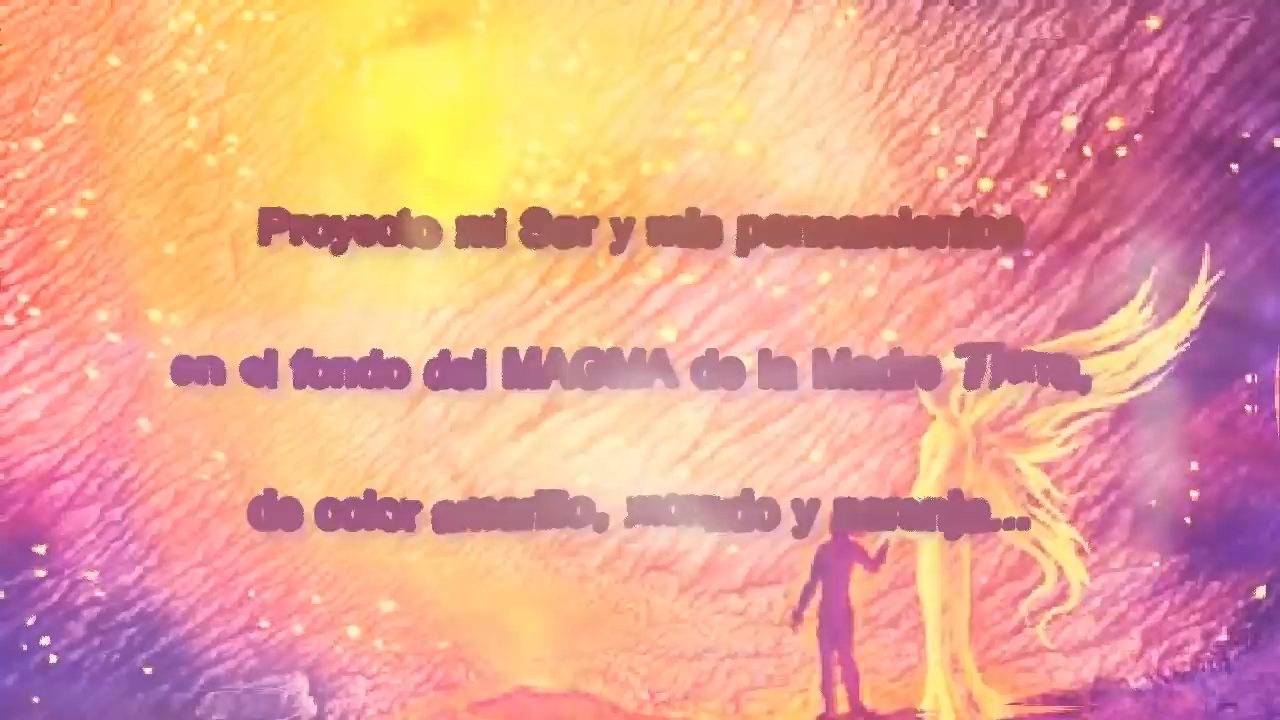 Proyecto mi Ser y mis pensamientos
en el fondo del MAGMA de la Madre Tierra,
de color amarillo, morado y naranja...